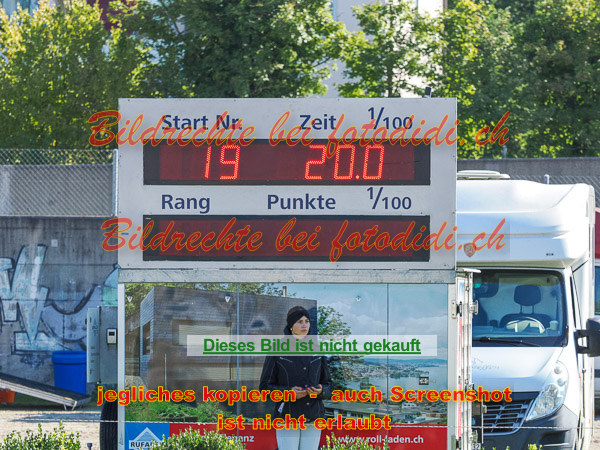 Start Nr. Zeit 1/100
Bildrechte bei fotodidi.ch
19 20.0
Rang Punkte 1/100
Bildrechte bei fotodidi.ch
Dieses Bild ist nicht gekauft
jegliches kopieren - auch Screenshot
ist nicht erlaubt
www.roll-laden.ch